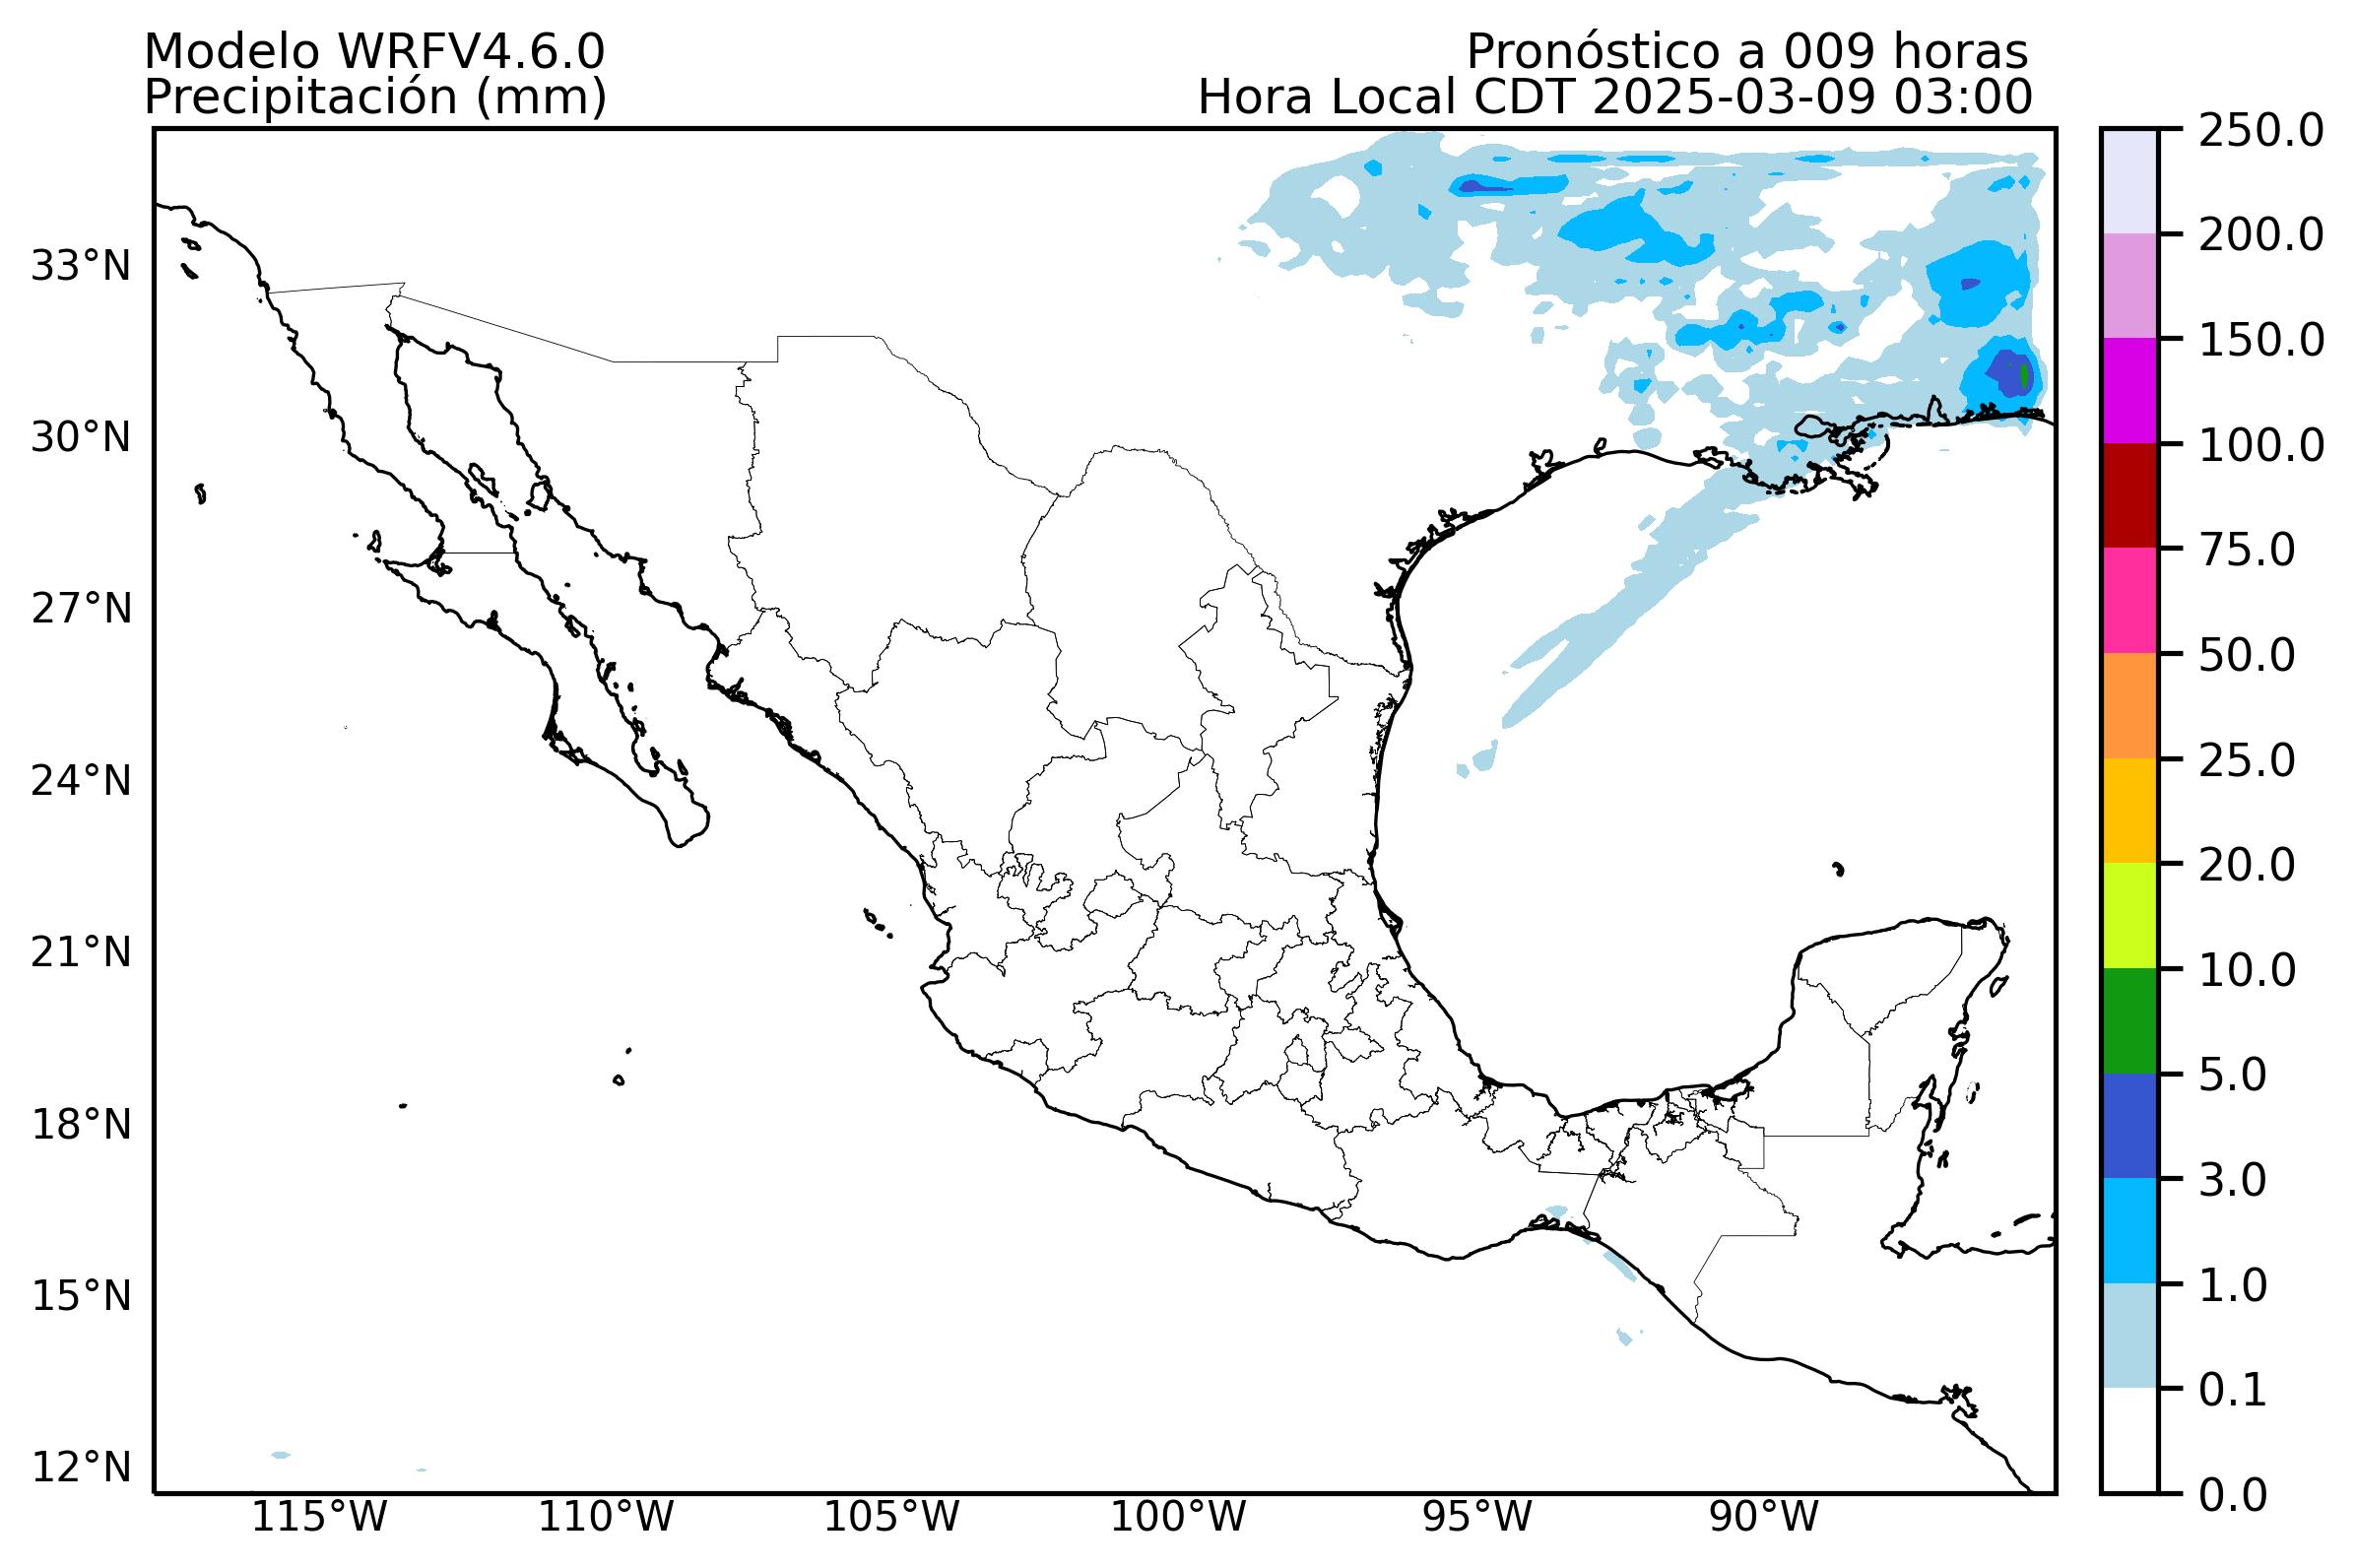 Modelo WRFV4.6.0
Precipitación (mm)
Pronóstico a 009 horas
Hora Local CDT 2025-03-09 03:00
33°N
30°N
27°N
24°N
21°N
18°N
15°N
12°N
115°W
110°W
105°W
100°W
95°W
90°W
250.0
200.0
150.0
100.0
75.0
50.0
25.0
20.0
10.0
5.0
3.0
1.0
0.1
0.0